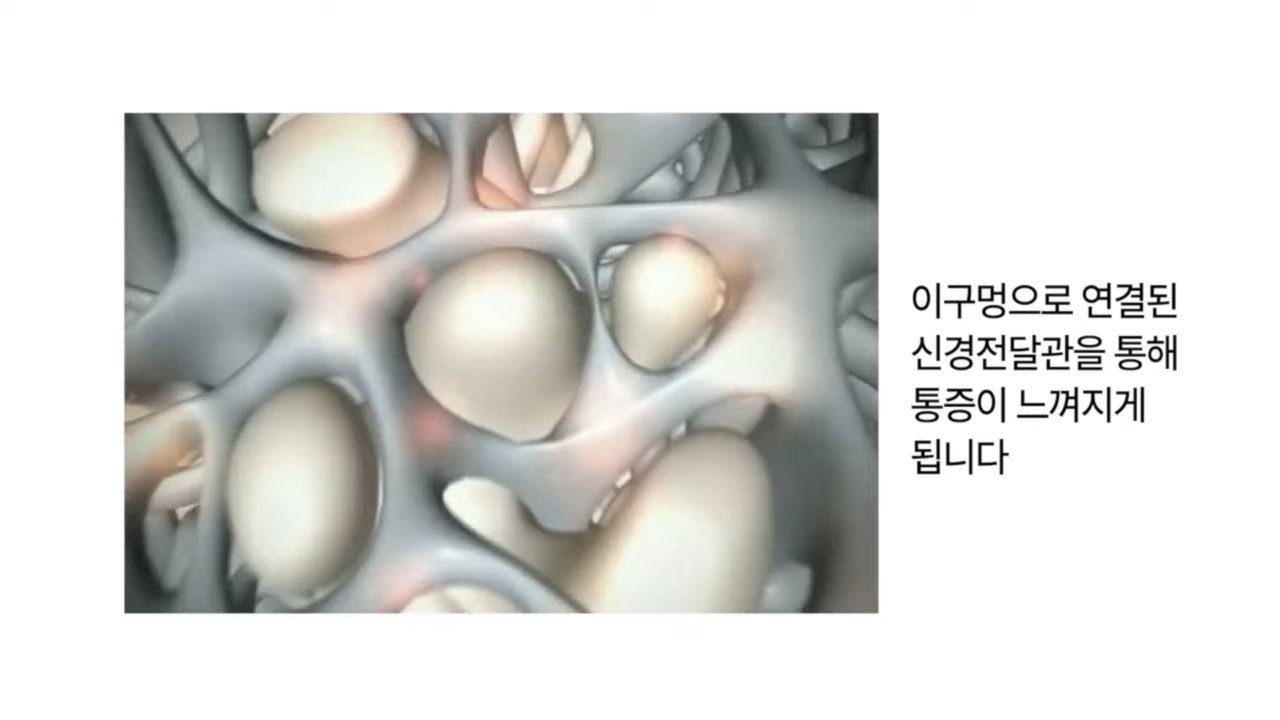 이구멍으로 연결된
신경전달관을 통해
통증이 느껴지게
됩니다